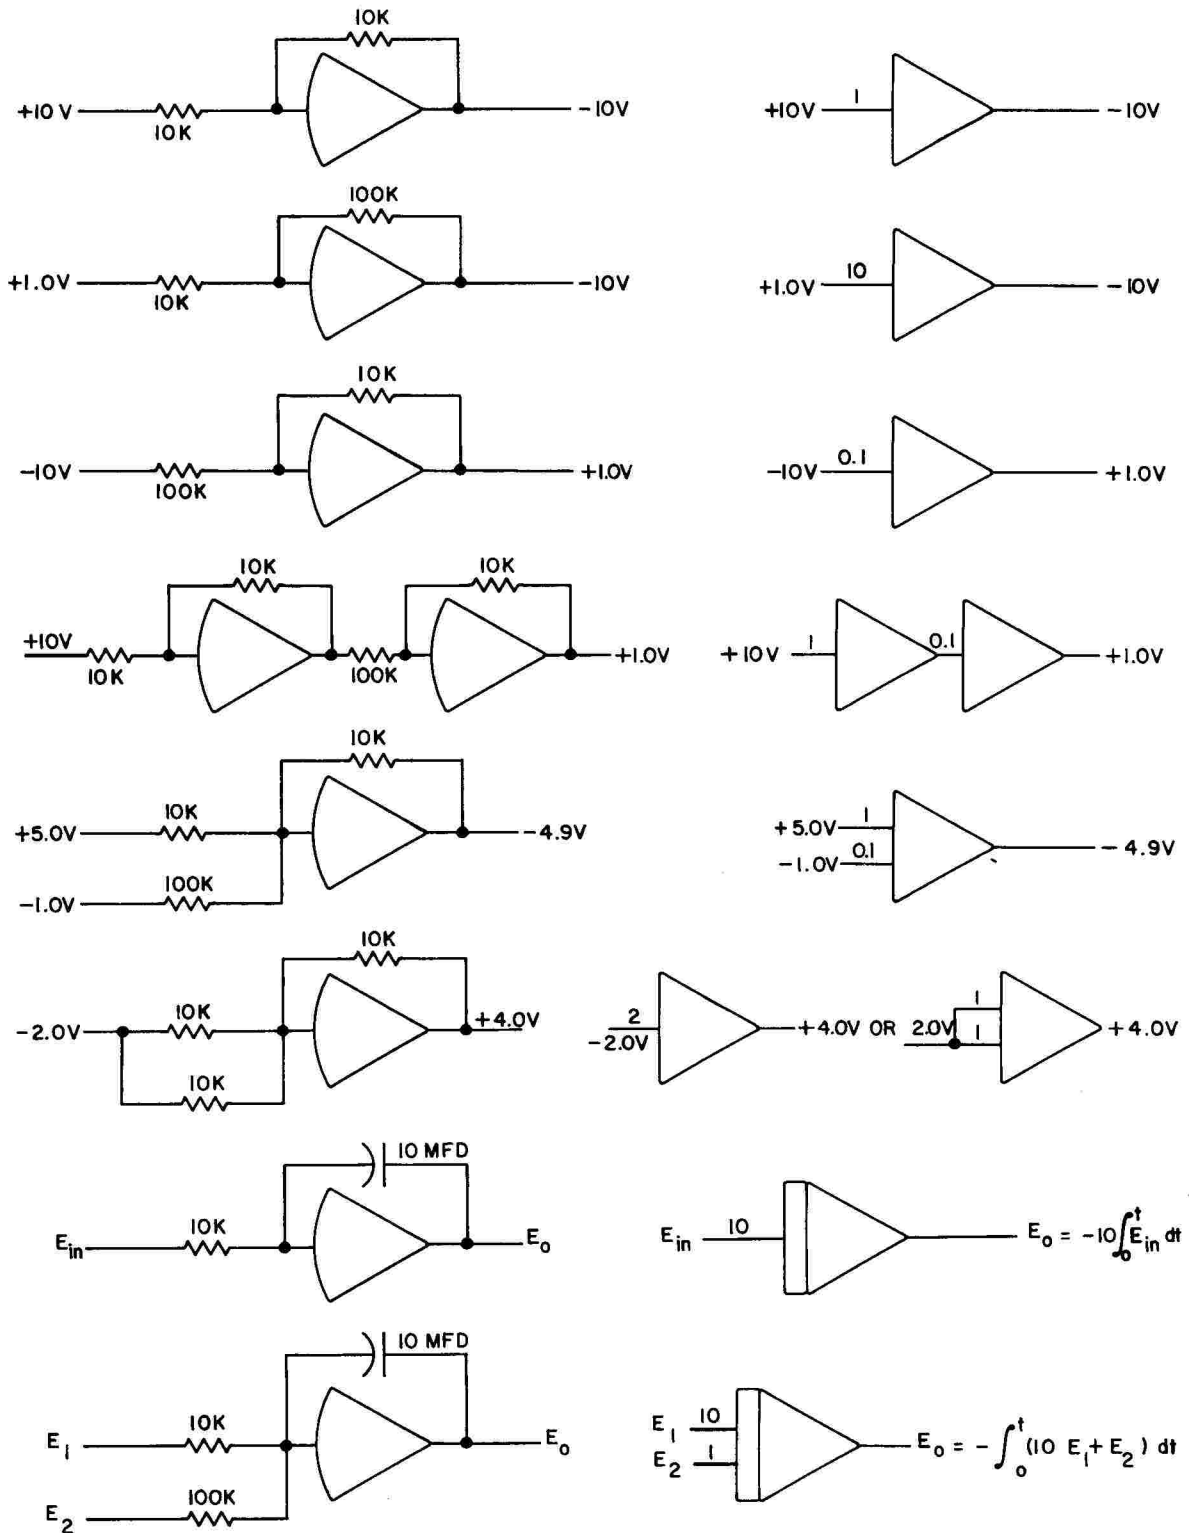 10K
+10V 10K -10V
+10V 1 -10V
100K
+1.0V 10K -10V
+1.0V 10 -10V
10K
-10V 100K +1.0V
-10V 0.1 +1.0V
10K 10K
+10V 10K 100K +1.0V
+10V 1 0.1 +1.0V
10K
10K
+5.0V -4.9V
100K
-1.0V
+5.0V 1
-1.0V 0.1 - 4.9V
10K
10K
-2.0V +4.0V
10K
2
-2.0V +4.0V OR 2.0V 1 1 +4.0V
10 MFD
10K
E_in E_o
E_in 10 E_o = -10∫_0^t E_in dt
10 MFD
10K
E_1 E_o
100K
E_2
E_1 10
E_2 1 E_o = -∫_0^t (10 E_1 + E_2) dt